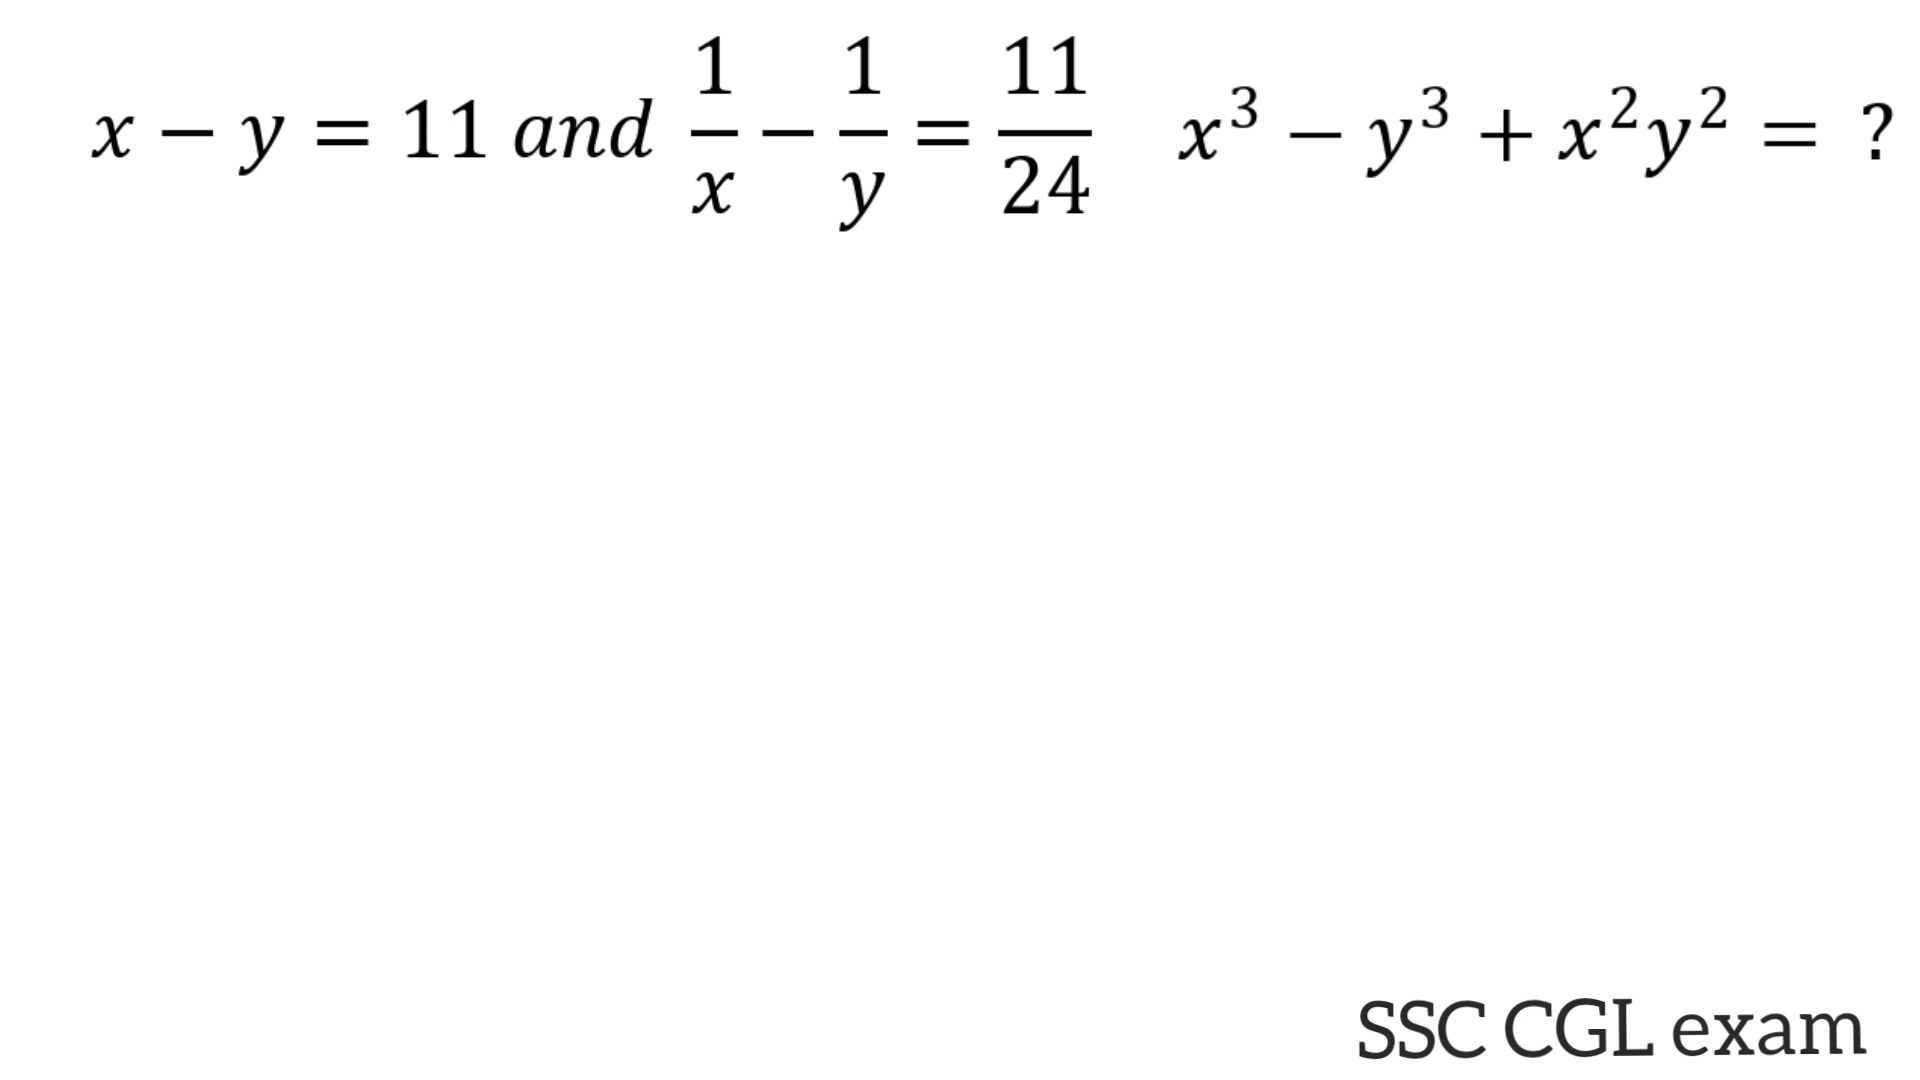 x − y = 11 and 1/x − 1/y = 11/24 x³ − y³ + x²y² = ?
SSC CGL exam